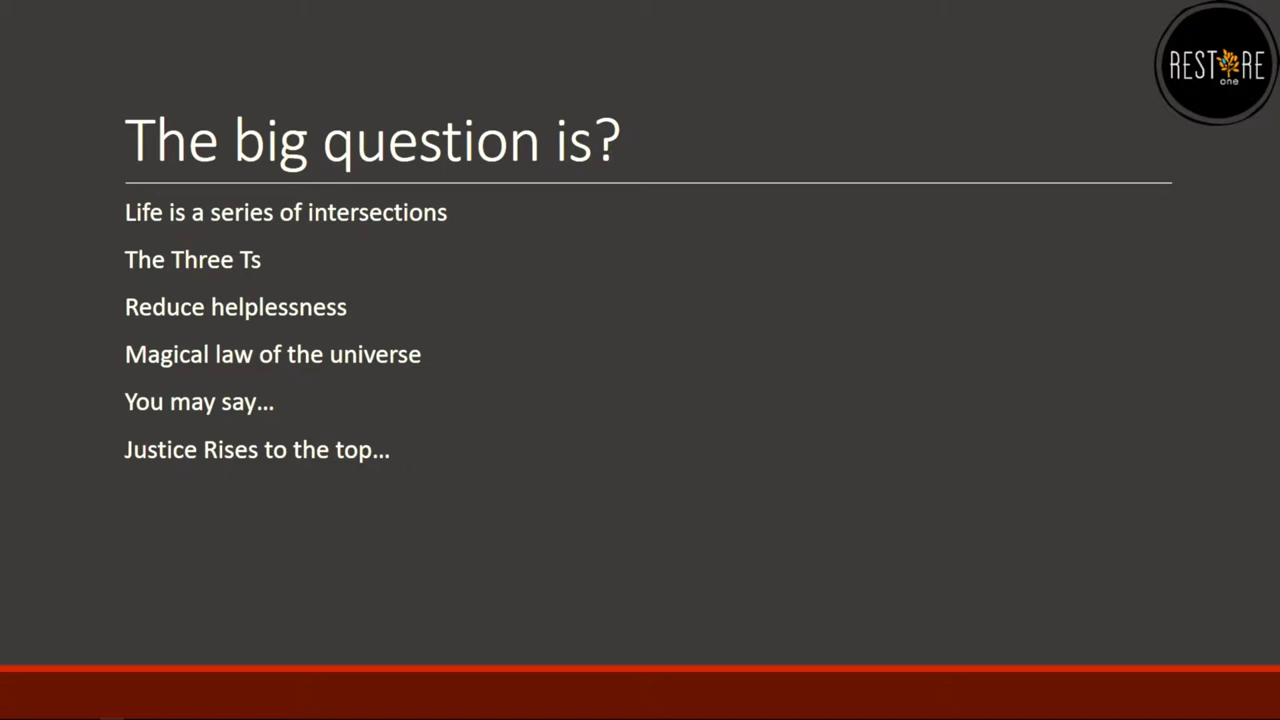 RESTORE
one
The big question is?
Life is a series of intersections
The Three Ts
Reduce helplessness
Magical law of the universe
You may say...
Justice Rises to the top...